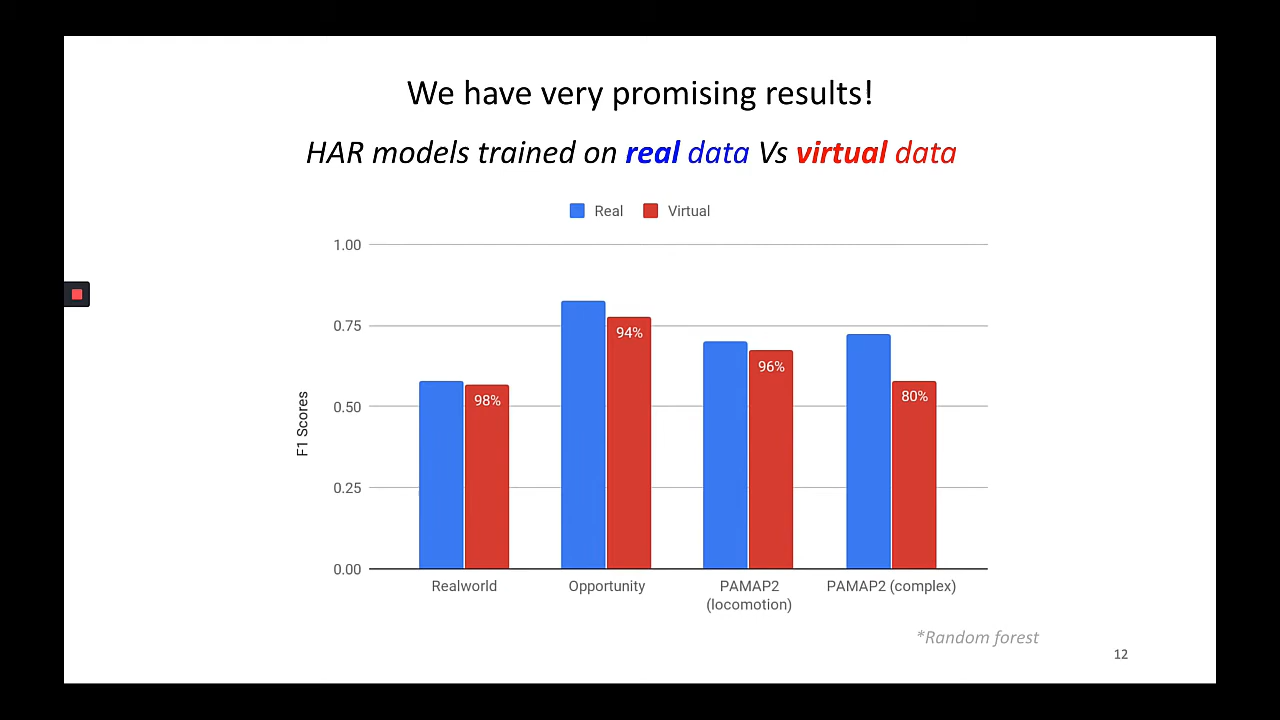 We have very promising results!
HAR models trained on real data Vs virtual data
Real Virtual
1.00
0.75
0.50
0.25
0.00
F1 Scores
98%
94%
96%
80%
Realworld
Opportunity
PAMAP2
(locomotion)
PAMAP2 (complex)
*Random forest
12